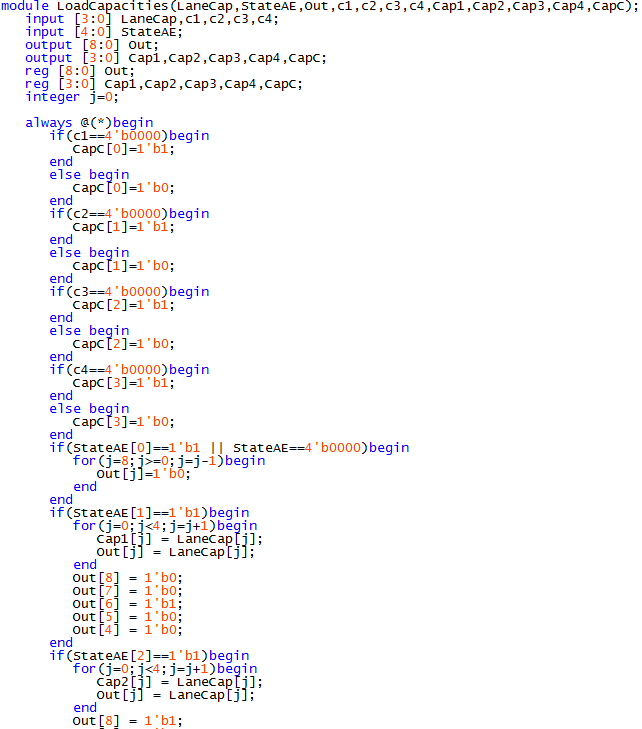 module LoadCapacities(LaneCap,StateAE,Out,c1,c2,c3,c4,Cap1,Cap2,Cap3,Cap4,CapC);
input [3:0] LaneCap,c1,c2,c3,c4;
input [4:0] StateAE;
output [8:0] Out;
output [3:0] Cap1,Cap2,Cap3,Cap4,CapC;
reg [8:0] Out;
reg [3:0] Cap1,Cap2,Cap3,Cap4,CapC;
integer j=0;
always @(*)begin
if(c1==4'b0000)begin
CapC[0]=1'b1;
end
else begin
CapC[0]=1'b0;
end
if(c2==4'b0000)begin
CapC[1]=1'b1;
end
else begin
CapC[1]=1'b0;
end
if(c3==4'b0000)begin
CapC[2]=1'b1;
end
else begin
CapC[2]=1'b0;
end
if(c4==4'b0000)begin
CapC[3]=1'b1;
end
else begin
CapC[3]=1'b0;
end
if(StateAE[0]==1'b1 || StateAE==4'b0000)begin
for(j=8;j>=0;j=j-1)begin
Out[j]=1'b0;
end
end
if(StateAE[1]==1'b1)begin
for(j=0;j<4;j=j+1)begin
Cap1[j] = LaneCap[j];
Out[j] = LaneCap[j];
end
Out[8] = 1'b0;
Out[7] = 1'b0;
Out[6] = 1'b1;
Out[5] = 1'b0;
Out[4] = 1'b0;
end
if(StateAE[2]==1'b1)begin
for(j=0;j<4;j=j+1)begin
Cap2[j] = LaneCap[j];
Out[j] = LaneCap[j];
end
Out[8] = 1'b1;